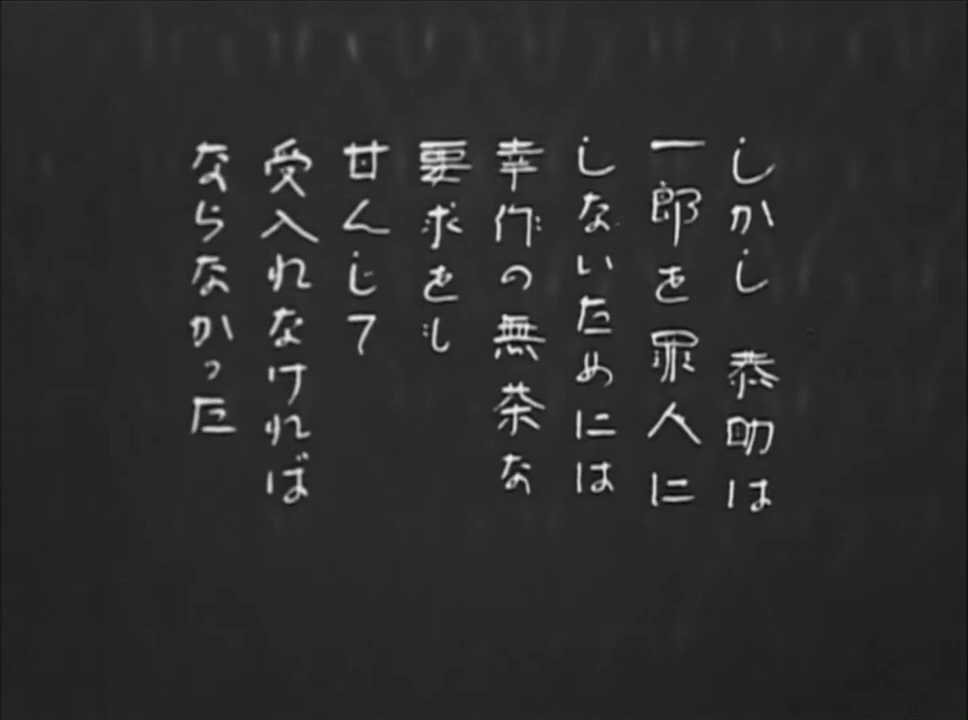 しかし 恭助は
一郎を罪人に
しないためには
幸作の無茶な
要求をも
甘んじて
受入れなければ
ならなかった